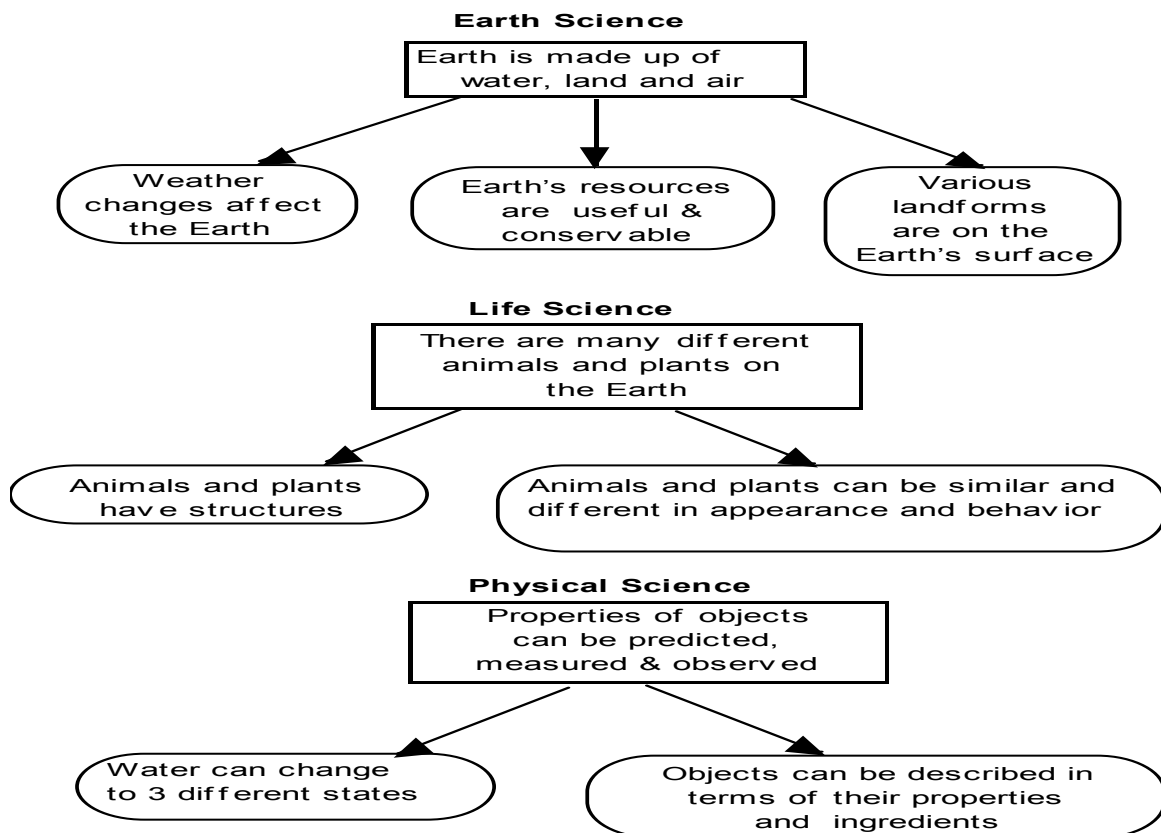 Earth Science
Earth is made up of
water, land and air
Weather
changes affect
the Earth
Earth's resources
are useful &
conservable
Various
landforms
are on the
Earth's surface
Life Science
There are many different
animals and plants on
the Earth
Animals and plants
have structures
Animals and plants can be similar and
different in appearance and behavior
Physical Science
Properties of objects
can be predicted,
measured & observed
Water can change
to 3 different states
Objects can be described in
terms of their properties
and ingredients